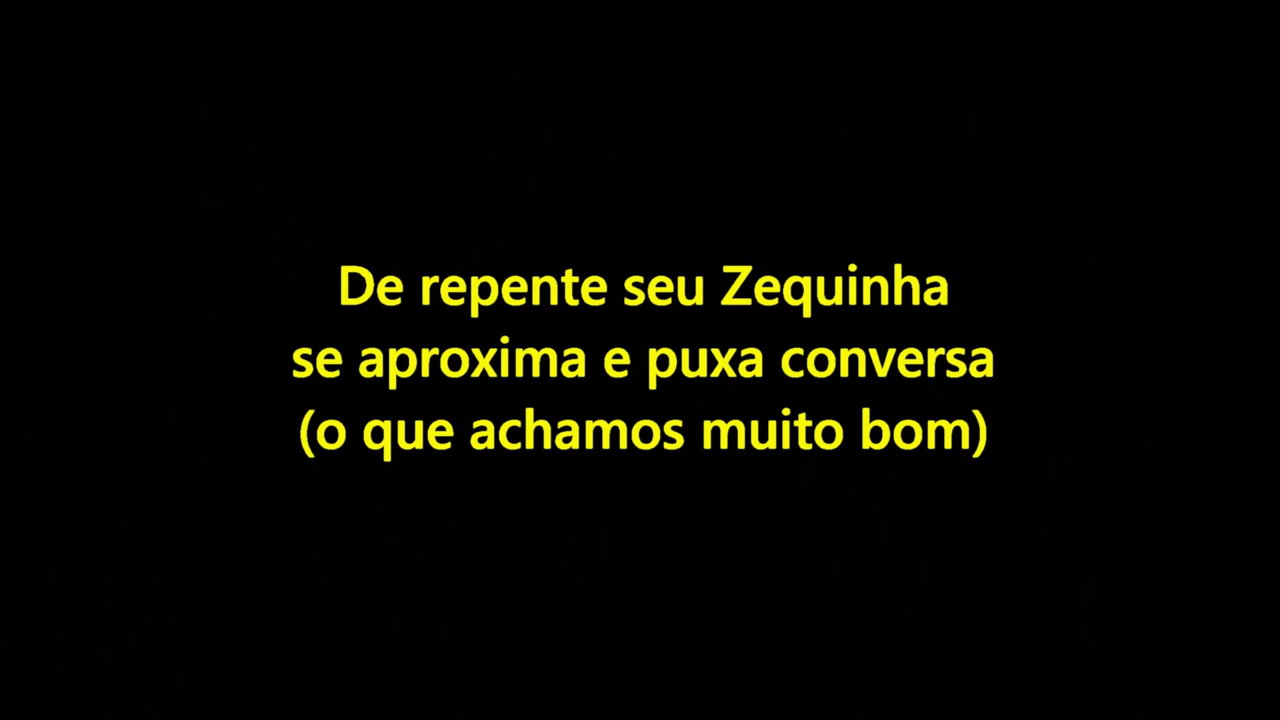 De repente seu Zequinha
se aproxima e puxa conversa
(o que achamos muito bom)